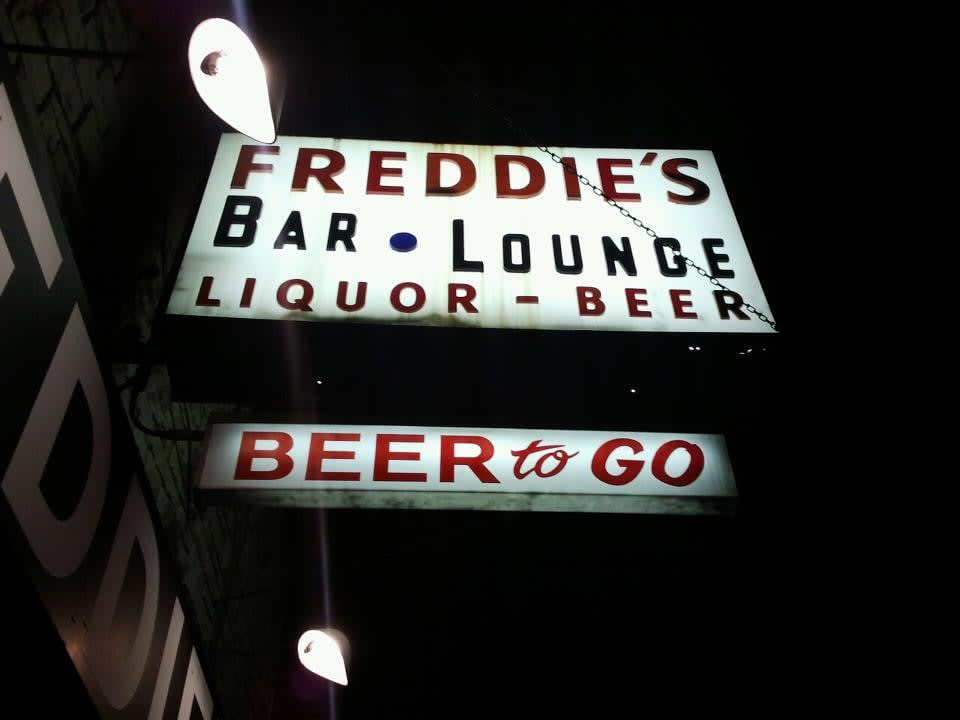 FREDDIE'S
BAR • LOUNGE
LIQUOR - BEER
BEER to GO